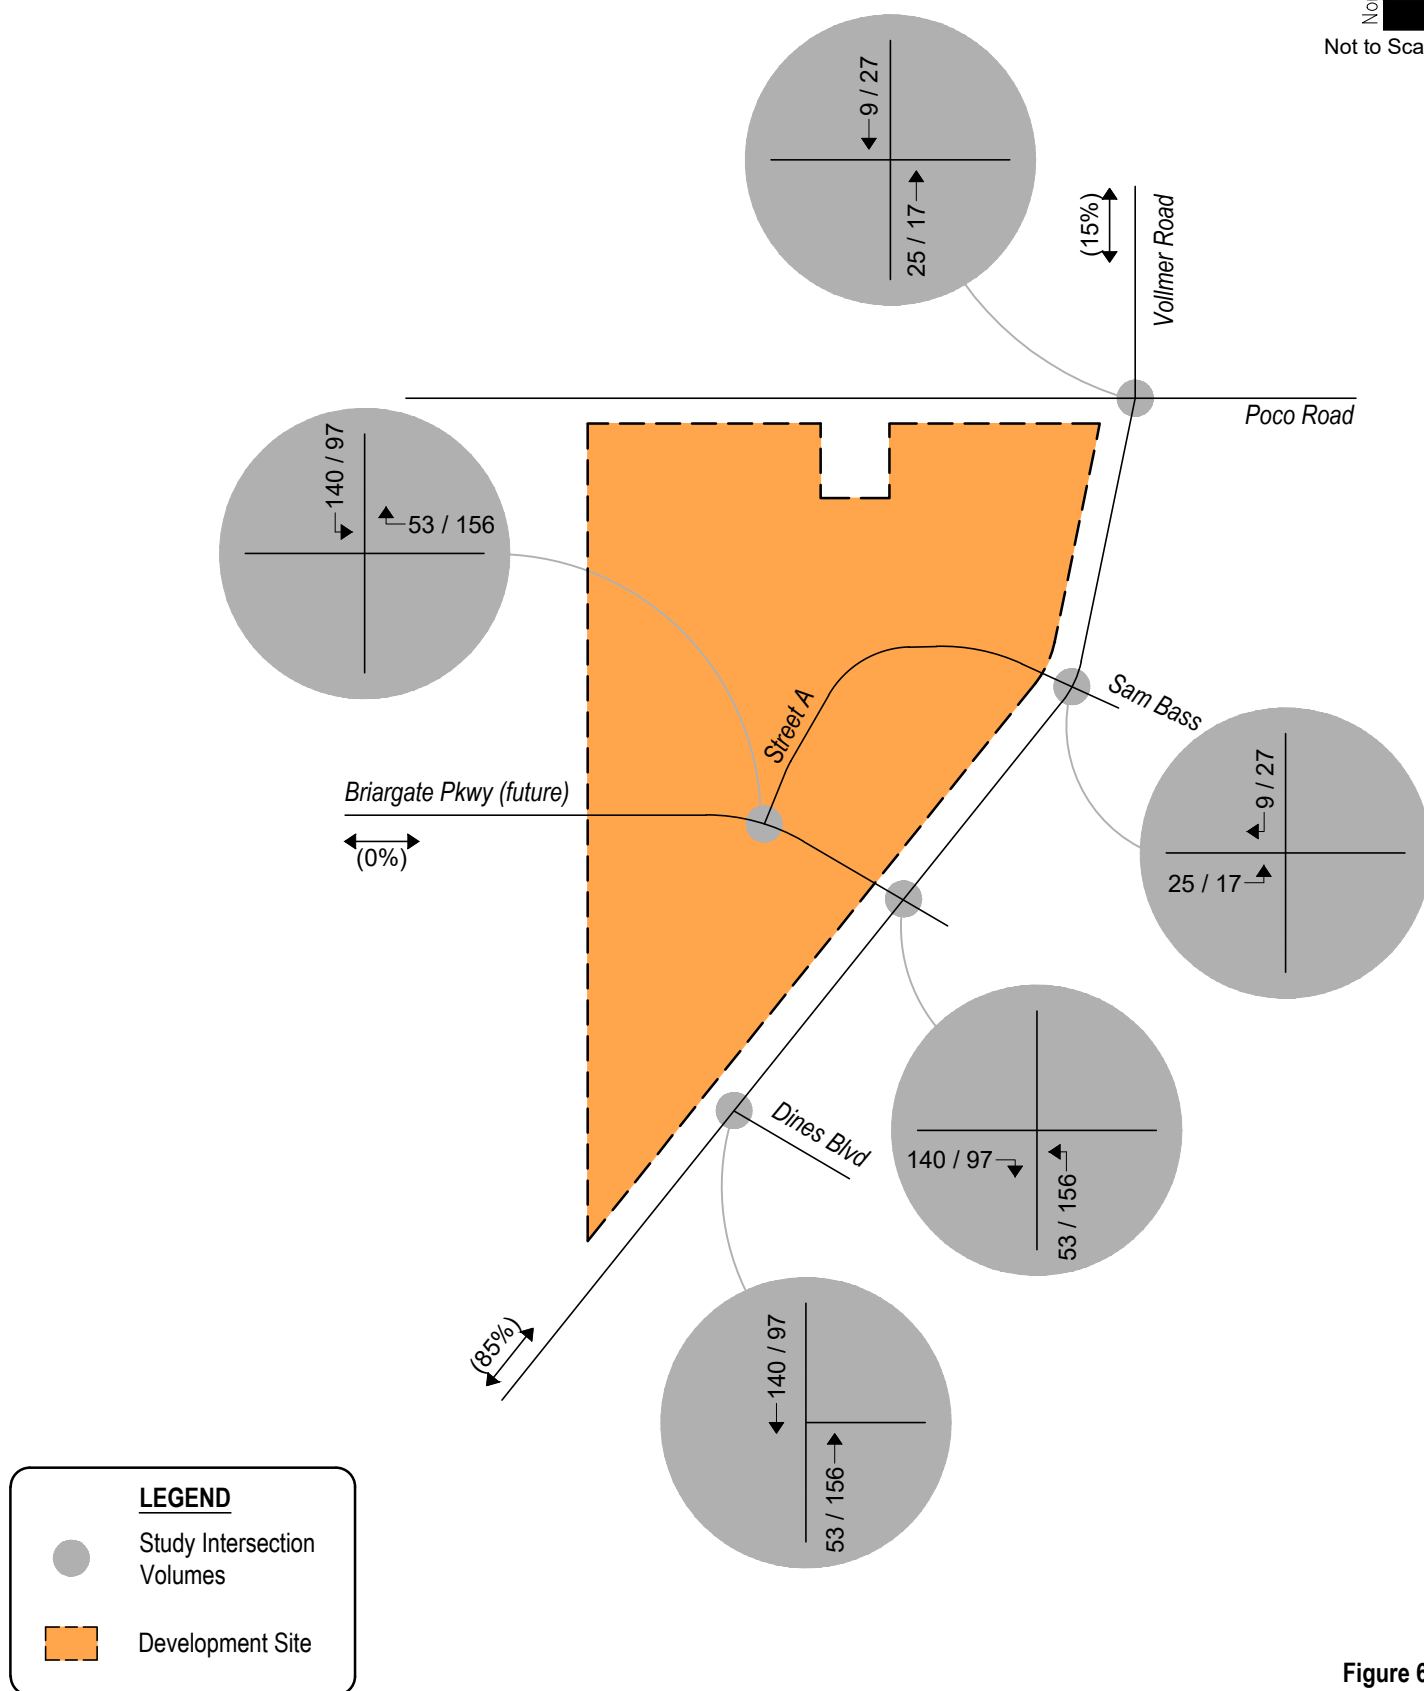 Not to Sca
9 / 27
25 / 17
(15%)
Vollmer Road
Poco Road
140 / 97
53 / 156
Street A
Sam Bass
Briargate Pkwy (future)
(0%)
9 / 27
25 / 17
140 / 97
53 / 156
Dines Blvd
(85%)
140 / 97
53 / 156
LEGEND
Study Intersection
Volumes
Development Site
Figure 6